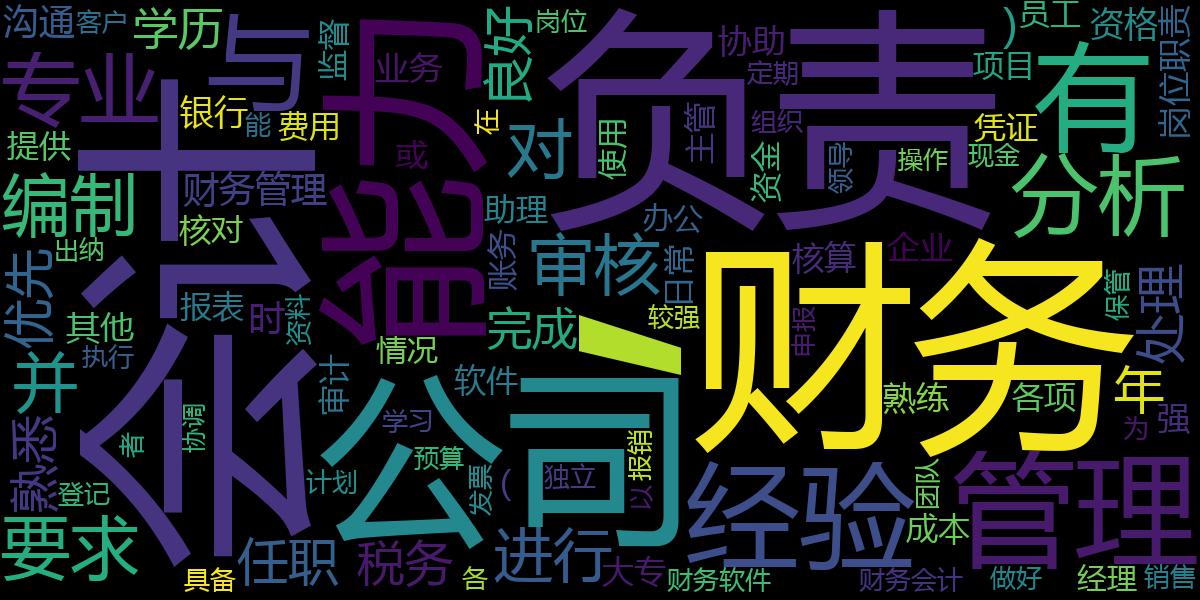 沟通
客户
学历
与
监督
能力
业务
良好
岗位
负责
协助
定期
)
员工
资格
岗位职责
专业
会计
银行
能
费用
在
对
使用
主管
组织
项目
有
凭证
提供
编制
财务管理
核对
或
助理
资金
领导
操作
现金
分析
出纳
优先
报表
时
资料
账务
审核
办公
日常
核算
企业
财务
保管
处理
其他
执行
并
情况
审计
完成
、
较强
申报
软件
公司
熟练
各项
年
为
强
熟悉
者
协调
学习
预算
报销
登记
计划
发票
(
独立
以
经验
团队
成本
管理
要求
任职
税务
进行
大专
具备
各
财务软件
财务会计
做好
经理
销售